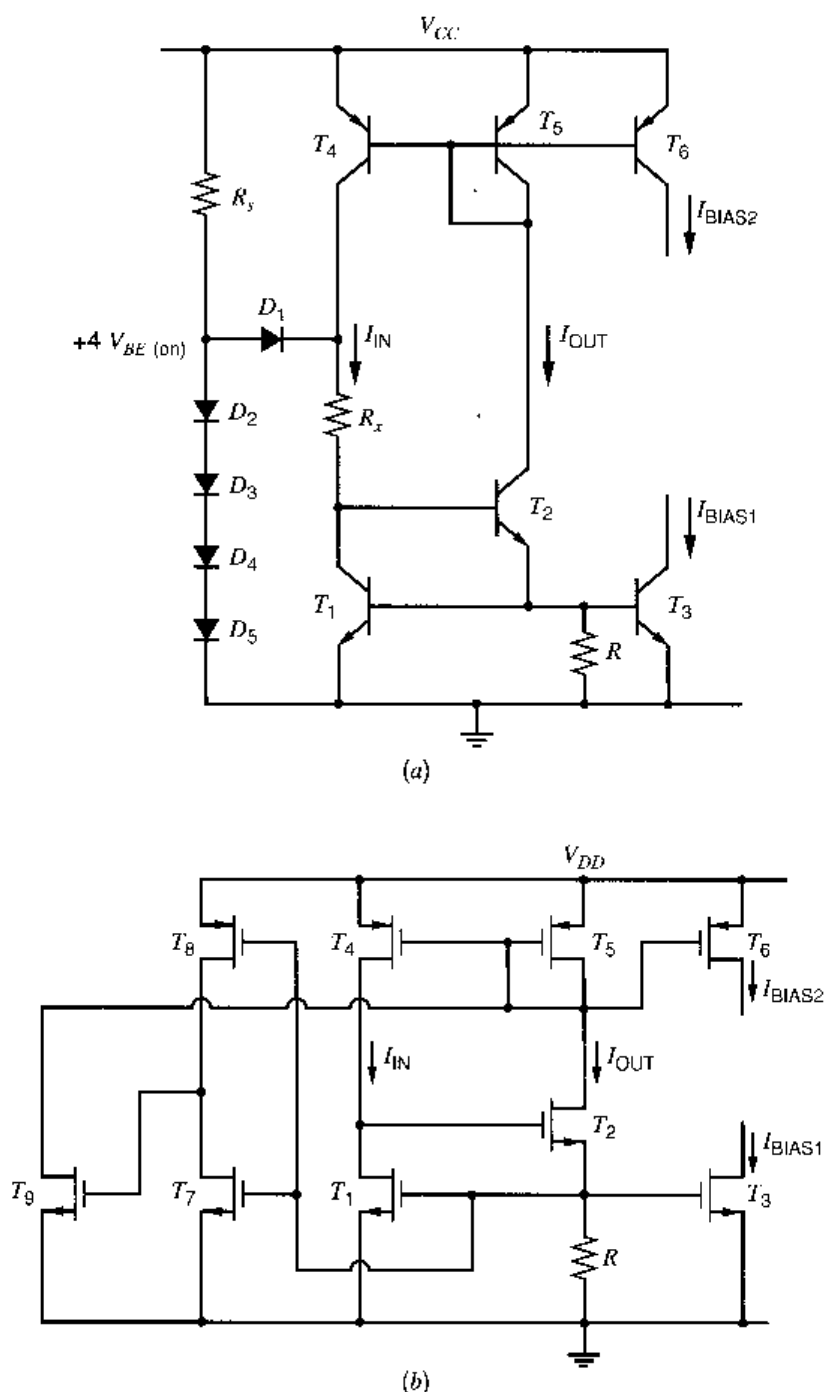 V_CC
T_4
T_5
T_6
R_s
I_BIAS2
D_1
+4 V_BE (on)
I_IN
I_OUT
D_2
R_x
D_3
T_2
I_BIAS1
D_4
T_1
T_3
D_5
R
(a)
V_DD
T_8
T_4
T_5
T_6
I_BIAS2
I_IN
I_OUT
T_2
I_BIAS1
T_9
T_7
T_1
T_3
R
(b)